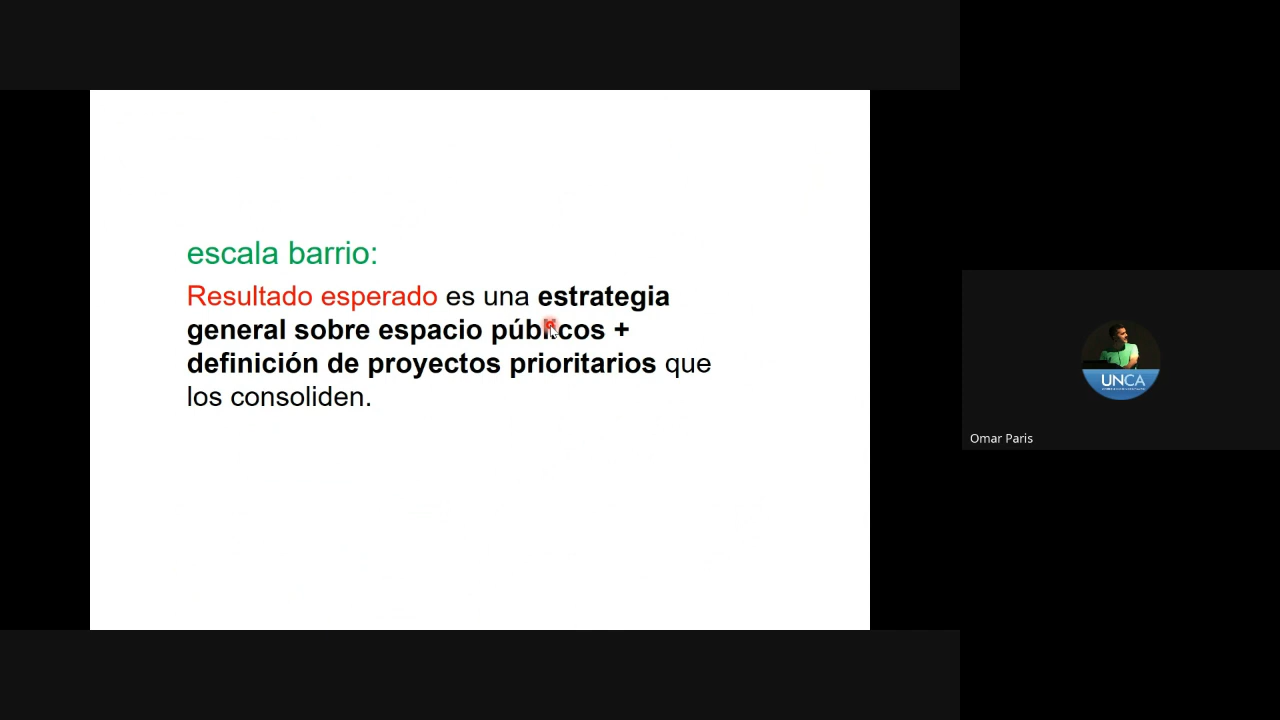 escala barrio:
Resultado esperado es una estrategia
general sobre espacio públicos +
definición de proyectos prioritarios que
los consoliden.
UNCA
Omar Paris